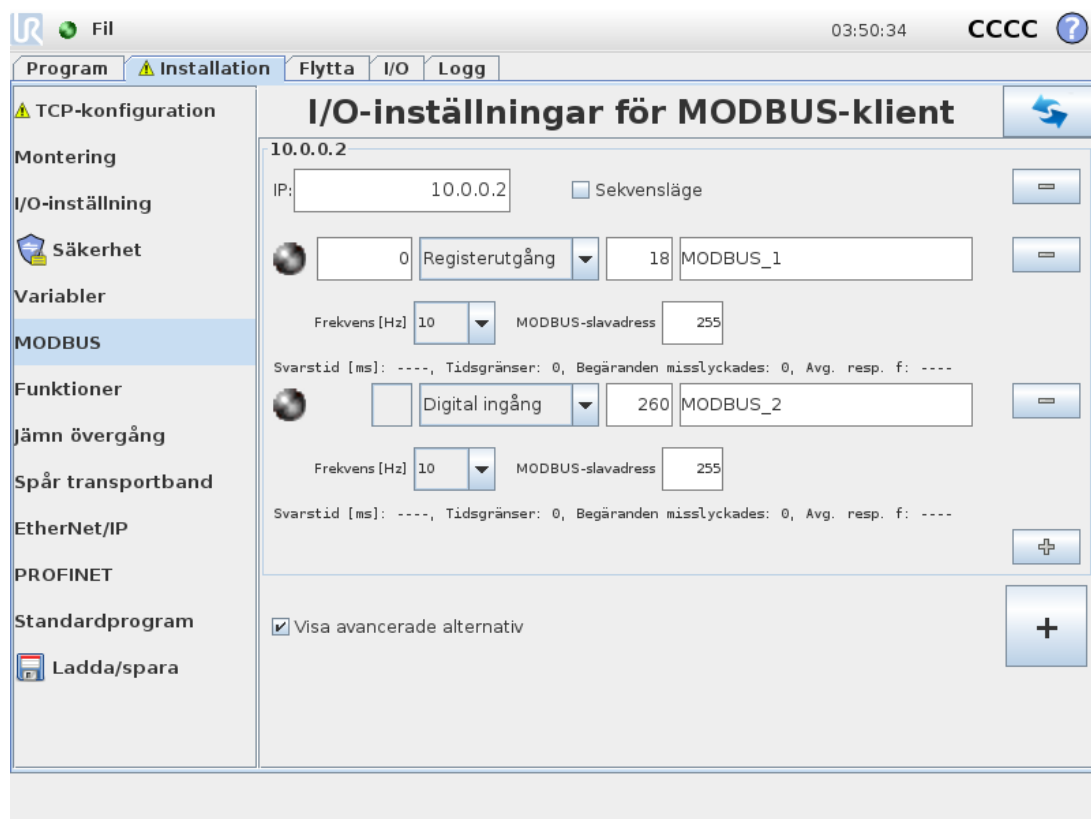 UR Fil 03:50:34 CCCC ?
Program Installation Flytta I/O Logg
TCP-konfiguration
Montering
I/O-inställning
Säkerhet
Variabler
MODBUS
Funktioner
Jämn övergång
Spår transportband
EtherNet/IP
PROFINET
Standardprogram
Ladda/spara
I/O-inställningar för MODBUS-klient
10.0.0.2
IP: 10.0.0.2 Sekvensläge
0 Registerutgång 18 MODBUS_1
Frekvens [Hz] 10 MODBUS-slavadress 255
Svarstid [ms]: ----, Tidsgränser: 0, Begäranden misslyckades: 0, Avg. resp. f: ----
Digital ingång 260 MODBUS_2
Frekvens [Hz] 10 MODBUS-slavadress 255
Svarstid [ms]: ----, Tidsgränser: 0, Begäranden misslyckades: 0, Avg. resp. f: ----
Visa avancerade alternativ